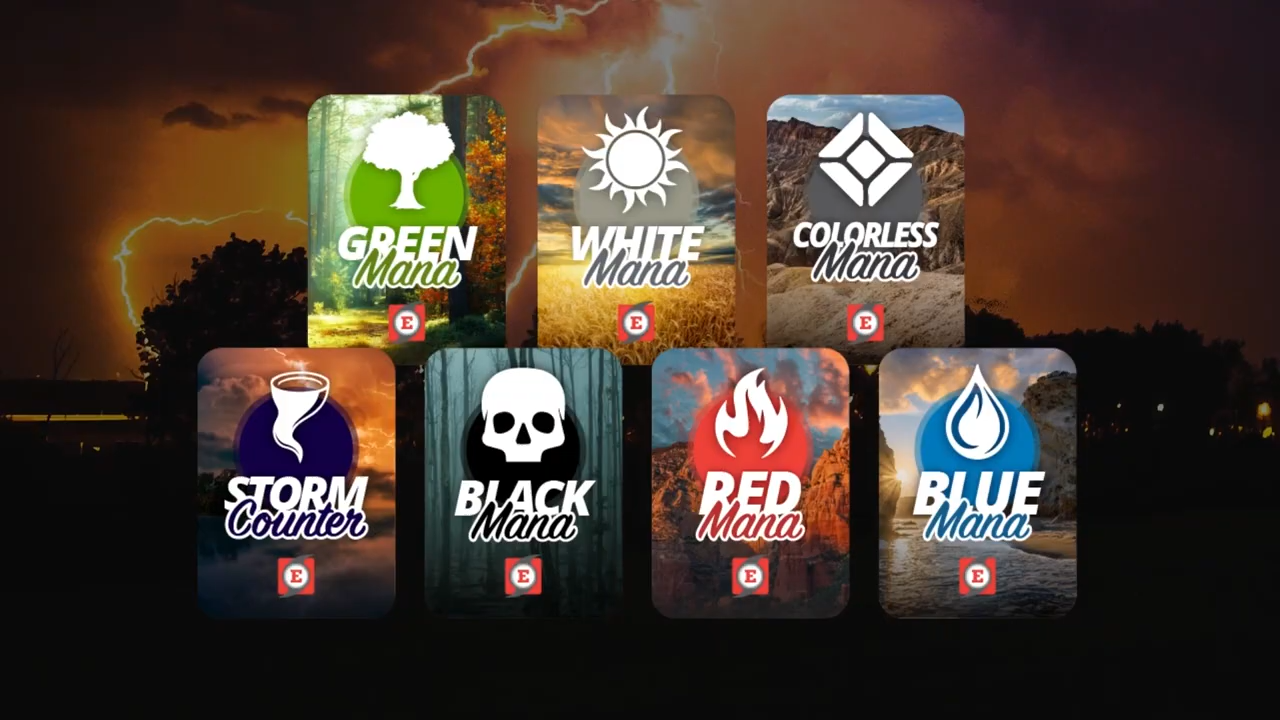 GREEN
Mana
E
WHITE
Mana
E
COLORLESS
Mana
E
STORM
Counter
E
BLACK
Mana
E
RED
Mana
E
BLUE
Mana
E